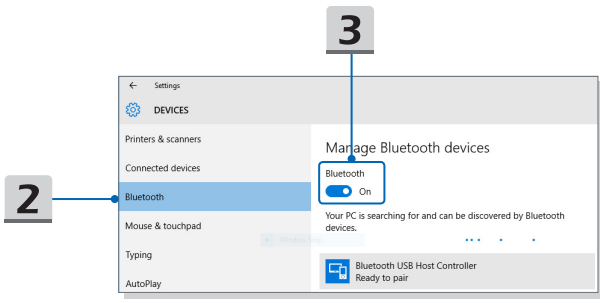 3
← Settings
DEVICES
Printers & scanners
Connected devices
2
Bluetooth
Mouse & touchpad
Typing
AutoPlay
Manage Bluetooth devices
Bluetooth
On
Your PC is searching for and can be discovered by Bluetooth
devices.
Bluetooth USB Host Controller
Ready to pair